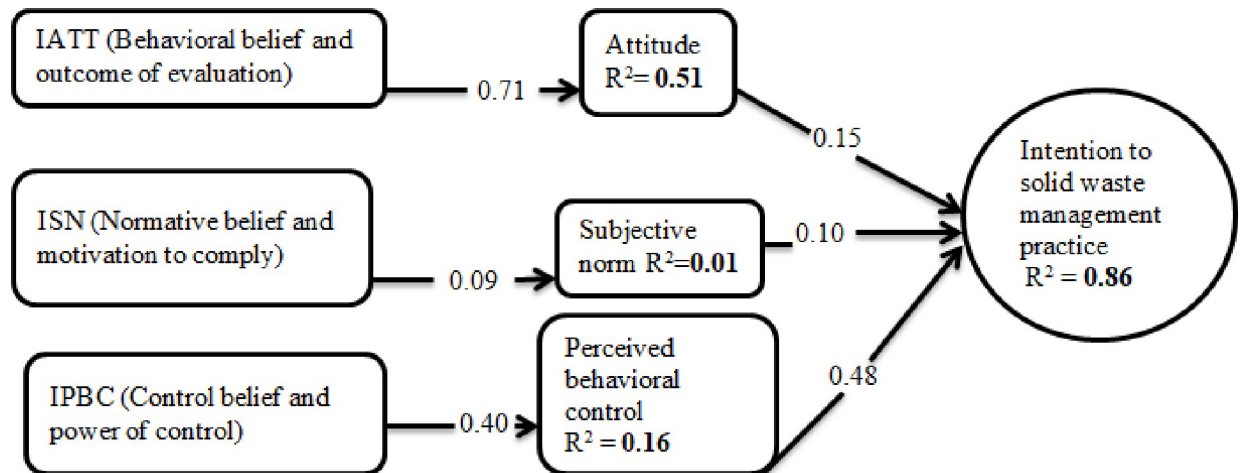 IATT (Behavioral belief and
outcome of evaluation)
0.71
Attitude
R²= 0.51
0.15
ISN (Normative belief and
motivation to comply)
0.09
Subjective
norm R²=0.01
0.10
IPBC (Control belief and
power of control)
0.40
Perceived
behavioral
control
R² = 0.16
0.48
Intention to
solid waste
management
practice
R² = 0.86